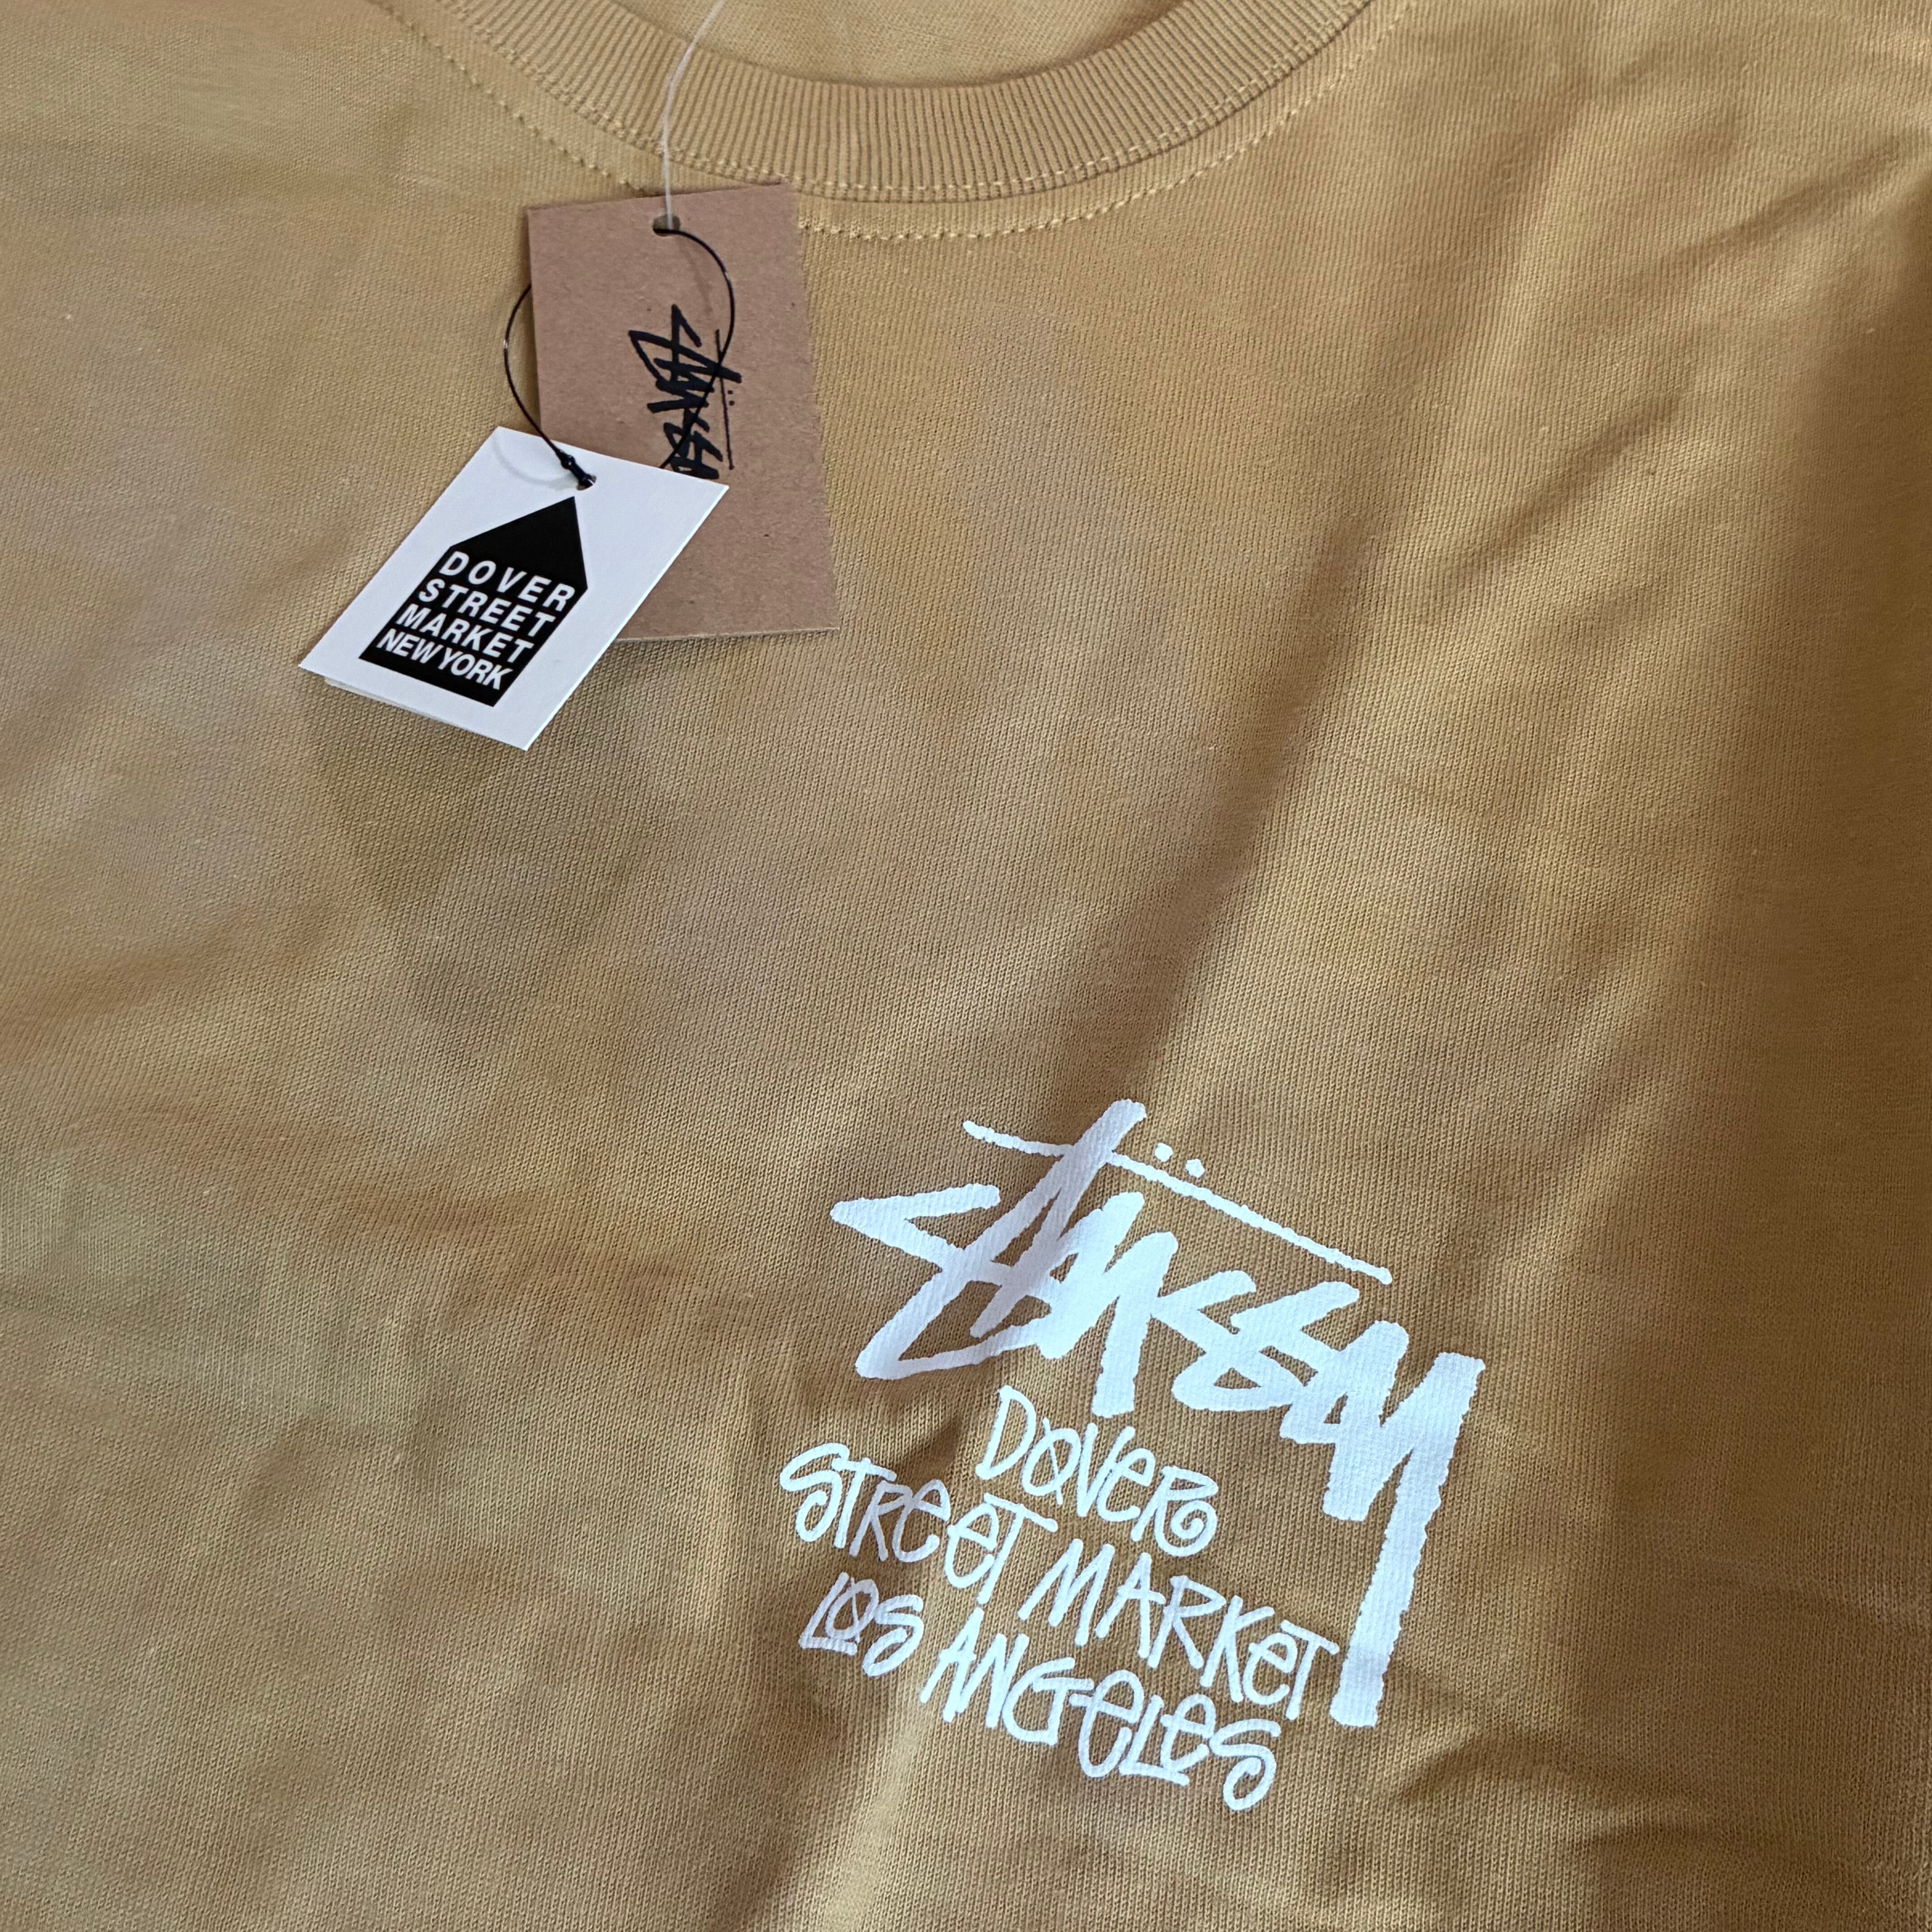 Stüssy
DOVER
STREET
MARKET
NEW YORK
Stüssy
DOVeR
STReeT MARKeT
LOS ANGeLeS